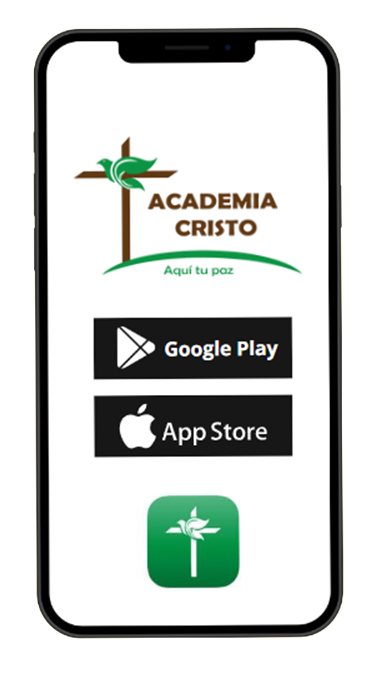 ACADEMIA
CRISTO
Aquí tu paz
Google Play
App Store